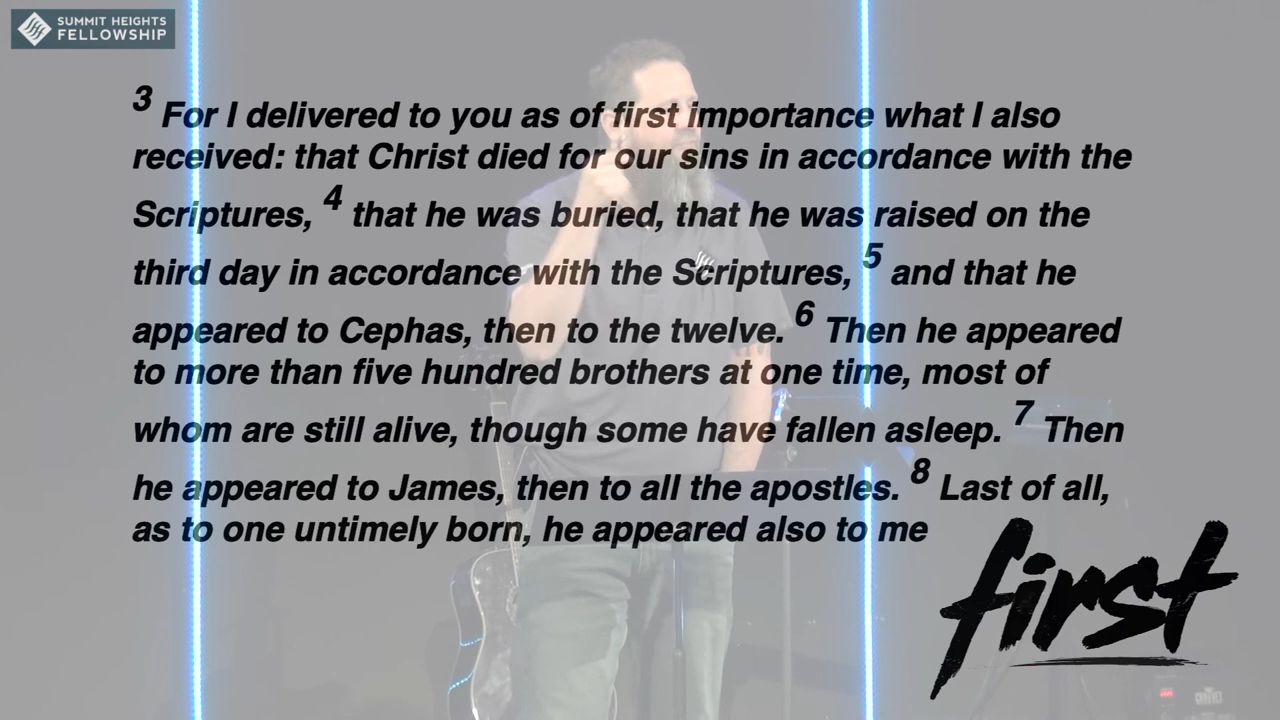 SUMMIT HEIGHTS
FELLOWSHIP
3 For I delivered to you as of first importance what I also
received: that Christ died for our sins in accordance with the
Scriptures, 4 that he was buried, that he was raised on the
third day in accordance with the Scriptures, 5 and that he
appeared to Cephas, then to the twelve. 6 Then he appeared
to more than five hundred brothers at one time, most of
whom are still alive, though some have fallen asleep. 7 Then
he appeared to James, then to all the apostles. 8 Last of all,
as to one untimely born, he appeared also to me
first